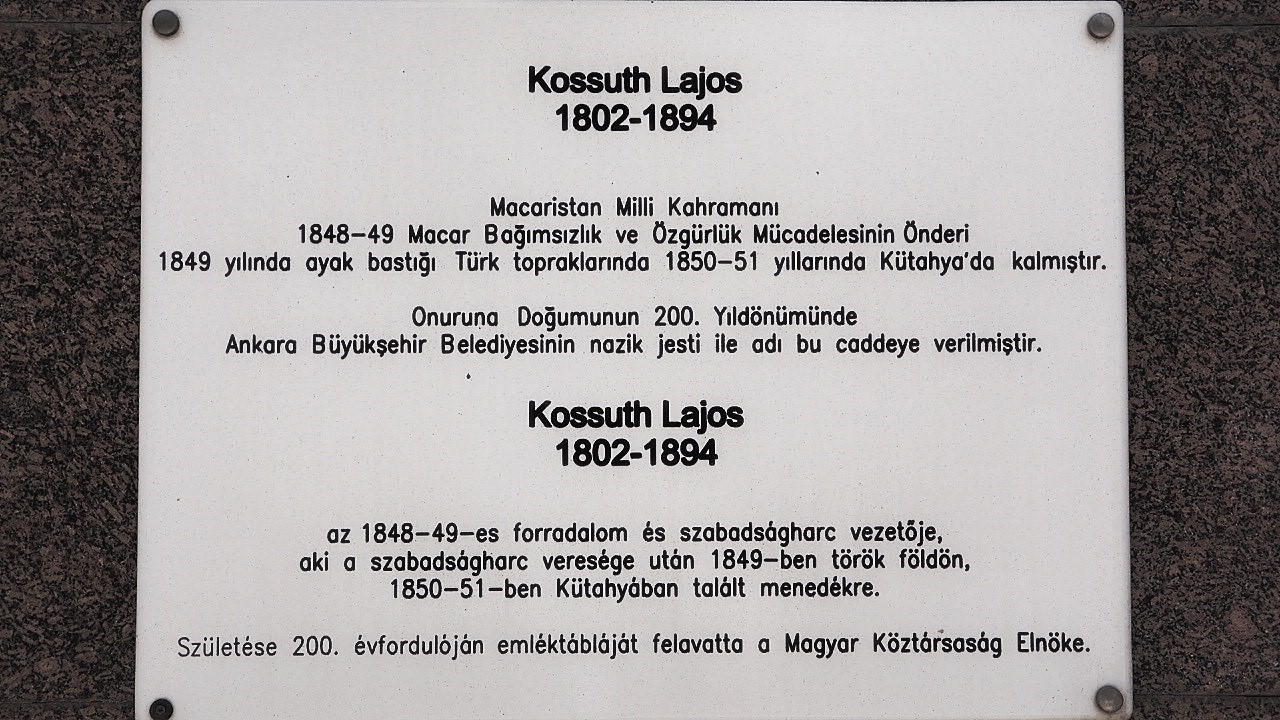 Kossuth Lajos
1802-1894
Macaristan Milli Kahramanı
1848-49 Macar Bağımsızlık ve Özgürlük Mücadelesinin Önderi
1849 yılında ayak bastığı Türk topraklarında 1850-51 yıllarında Kütahya'da kalmıştır.
Onuruna Doğumunun 200. Yıldönümünde
Ankara Büyükşehir Belediyesinin nazik jesti ile adı bu caddeye verilmiştir.
Kossuth Lajos
1802-1894
az 1848-49-es forradalom és szabadságharc vezetője,
aki a szabadságharc veresége után 1849-ben török földön,
1850-51-ben Kütahyában talált menedékre.
Születése 200. évfordulóján emléktábláját felavatta a Magyar Köztársaság Elnöke.